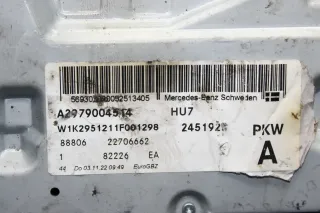 Mercedes-Benz Schweden
A2979004514 HU7
W1K2951211F001298 245192
88806 22706662 PKW
1 82226 EA A
44 Do 03.11.22 09:49 EuroGBZ